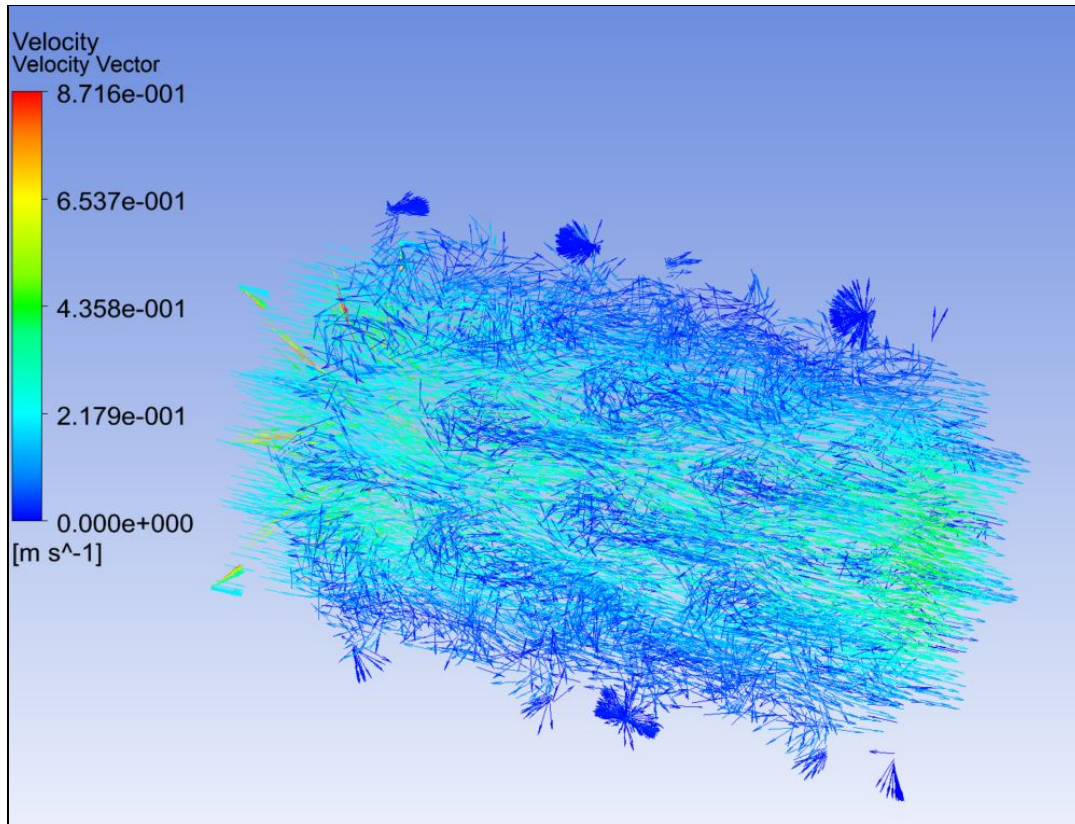 Velocity
Velocity Vector
8.716e-001
6.537e-001
4.358e-001
2.179e-001
0.000e+000
[m s^-1]